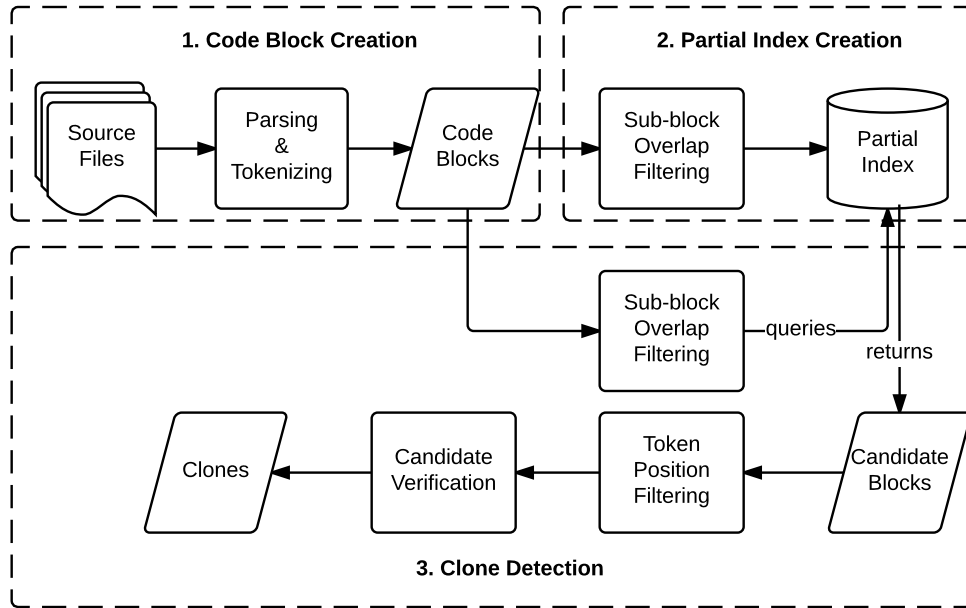 1. Code Block Creation
2. Partial Index Creation
Source
Files
Parsing
&
Tokenizing
Code
Blocks
Sub-block
Overlap
Filtering
Partial
Index
Sub-block
Overlap
Filtering
queries
returns
Clones
Candidate
Verification
Token
Position
Filtering
Candidate
Blocks
3. Clone Detection